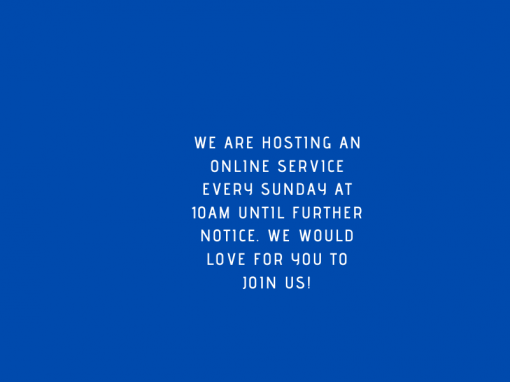 WE ARE HOSTING AN
ONLINE SERVICE
EVERY SUNDAY AT
10AM UNTIL FURTHER
NOTICE. WE WOULD
LOVE FOR YOU TO
JOIN US!